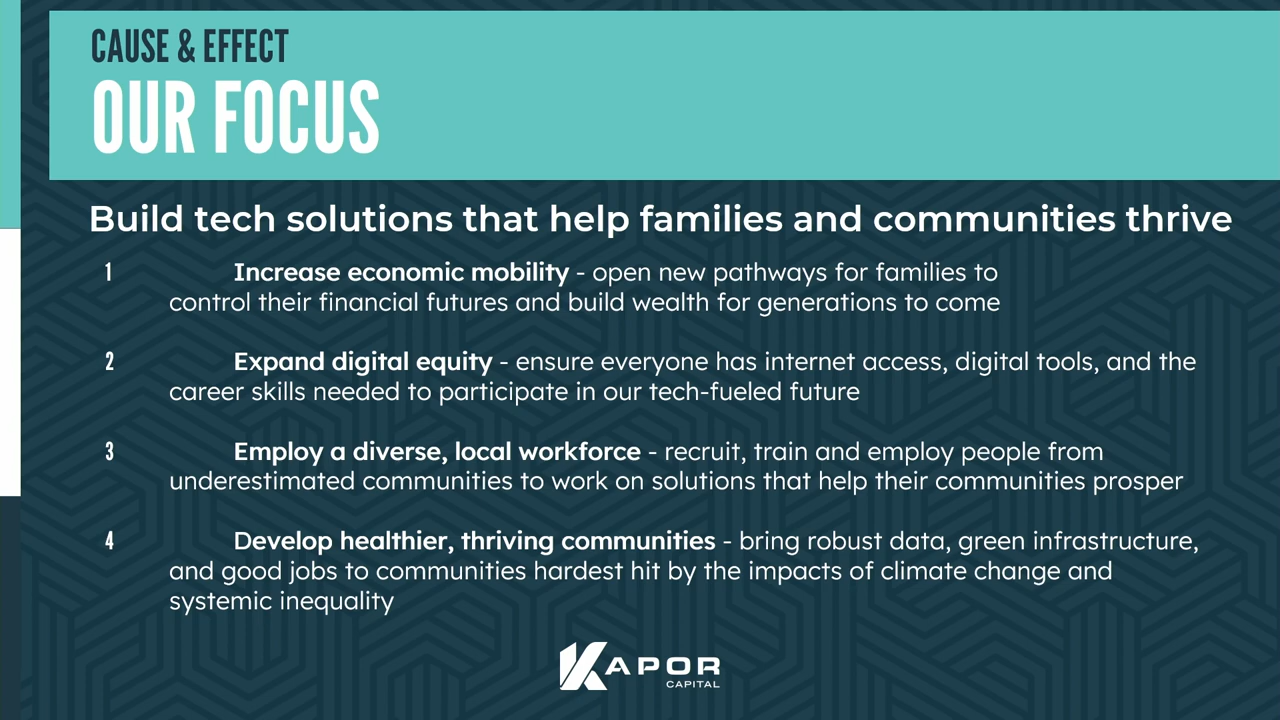 CAUSE & EFFECT
OUR FOCUS
Build tech solutions that help families and communities thrive
1 Increase economic mobility - open new pathways for families to
control their financial futures and build wealth for generations to come
2 Expand digital equity - ensure everyone has internet access, digital tools, and the
career skills needed to participate in our tech-fueled future
3 Employ a diverse, local workforce - recruit, train and employ people from
underestimated communities to work on solutions that help their communities prosper
4 Develop healthier, thriving communities - bring robust data, green infrastructure,
and good jobs to communities hardest hit by the impacts of climate change and
systemic inequality
KAPOR
CAPITAL